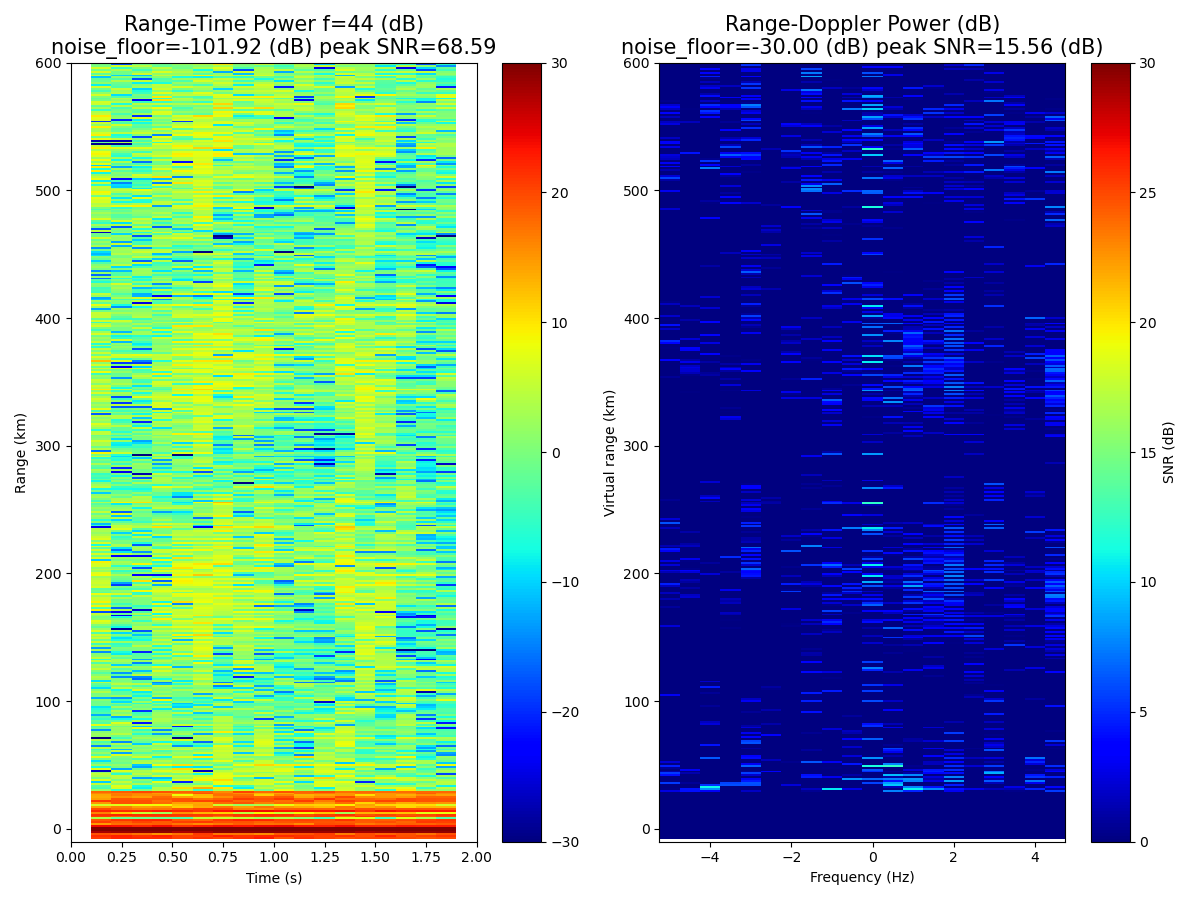 Range-Time Power f=44 (dB)
noise_floor=-101.92 (dB) peak SNR=68.59
Range-Doppler Power (dB)
noise_floor=-30.00 (dB) peak SNR=15.56 (dB)
600
500
400
300
200
100
0
Range (km)
0.00 0.25 0.50 0.75 1.00 1.25 1.50 1.75 2.00
Time (s)
30
20
10
0
−10
−20
−30
600
500
400
300
200
100
0
Virtual range (km)
−4 −2 0 2 4
Frequency (Hz)
30
25
20
15
10
5
0
SNR (dB)